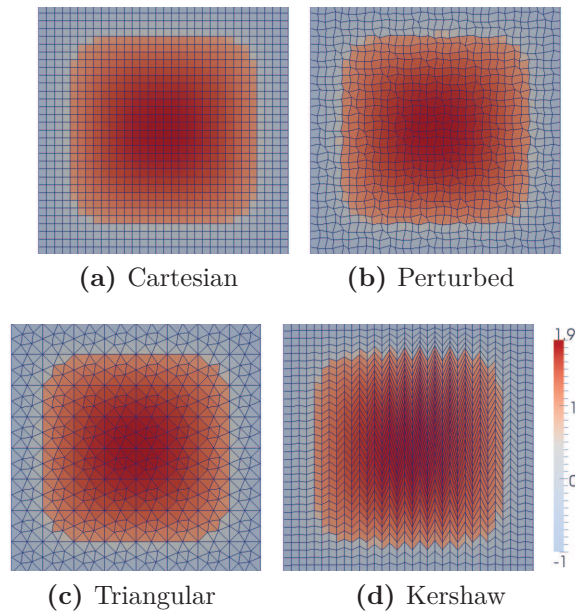 (a) Cartesian
(b) Perturbed
1.9
1
0
-1
(c) Triangular
(d) Kershaw